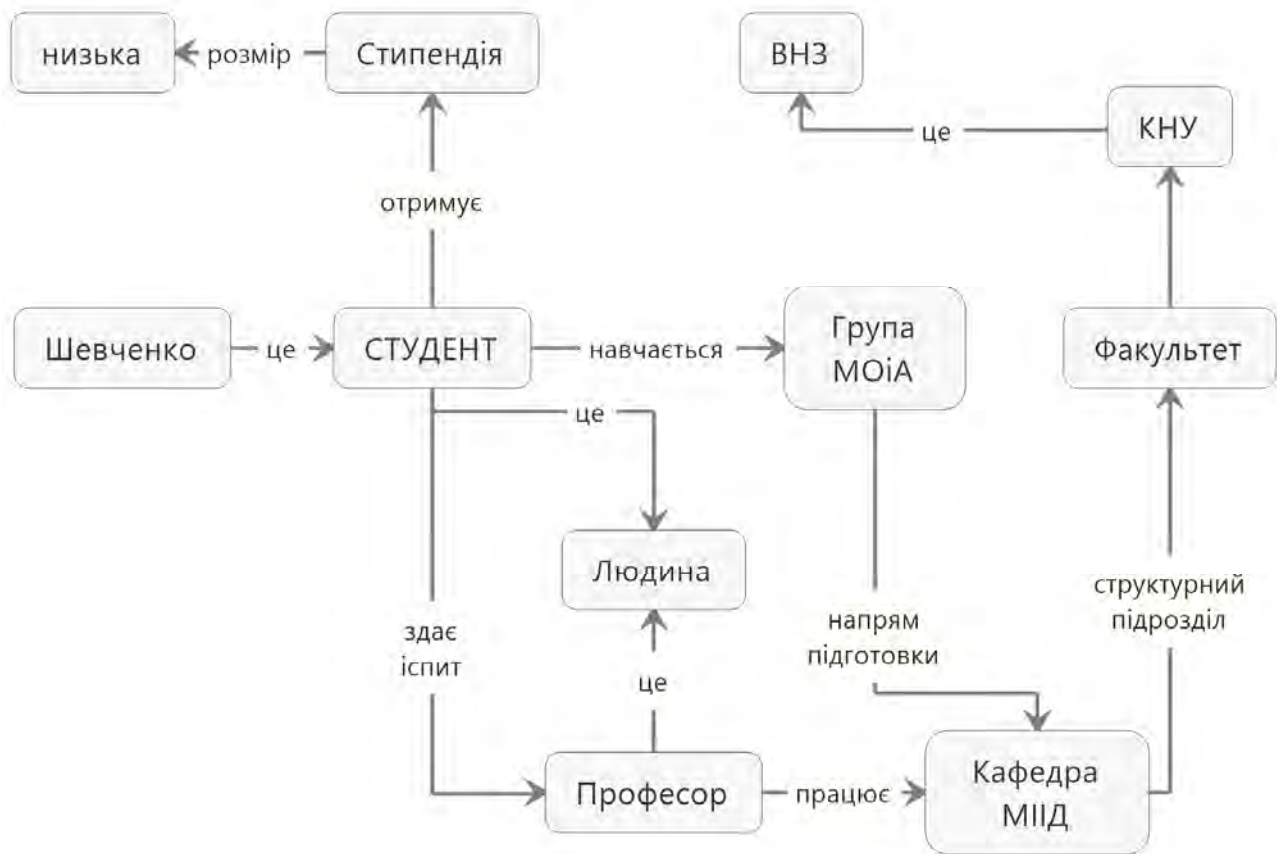 низька
розмір
Стипендія
ВНЗ
це
КНУ
отримує
Шевченко
це
СТУДЕНТ
навчається
Група
МОіА
Факультет
це
Людина
здає
іспит
це
напрям
підготовки
структурний
підрозділ
Професор
працює
Кафедра
МІІД